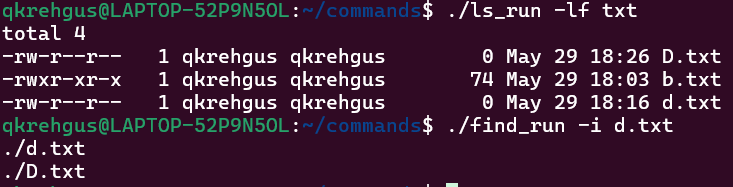 qkrehgus@LAPTOP-52P9N5OL:~/commands$ ./ls_run -lf txt
total 4
-rw-r--r--   1 qkrehgus qkrehgus         0 May 29 18:26 D.txt
-rwxr-xr-x   1 qkrehgus qkrehgus        74 May 29 18:03 b.txt
-rw-r--r--   1 qkrehgus qkrehgus         0 May 29 18:16 d.txt
qkrehgus@LAPTOP-52P9N5OL:~/commands$ ./find_run -i d.txt
./d.txt
./D.txt